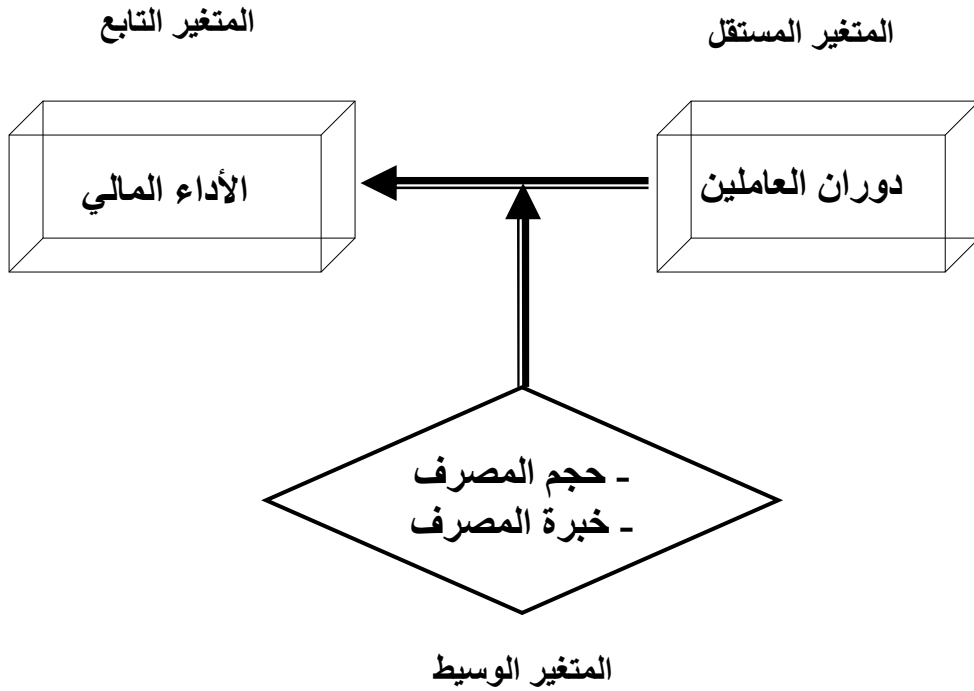 المتغير المستقل
المتغير التابع
دوران العاملين
الأداء المالي
- حجم المصرف
- خبرة المصرف
المتغير الوسيط